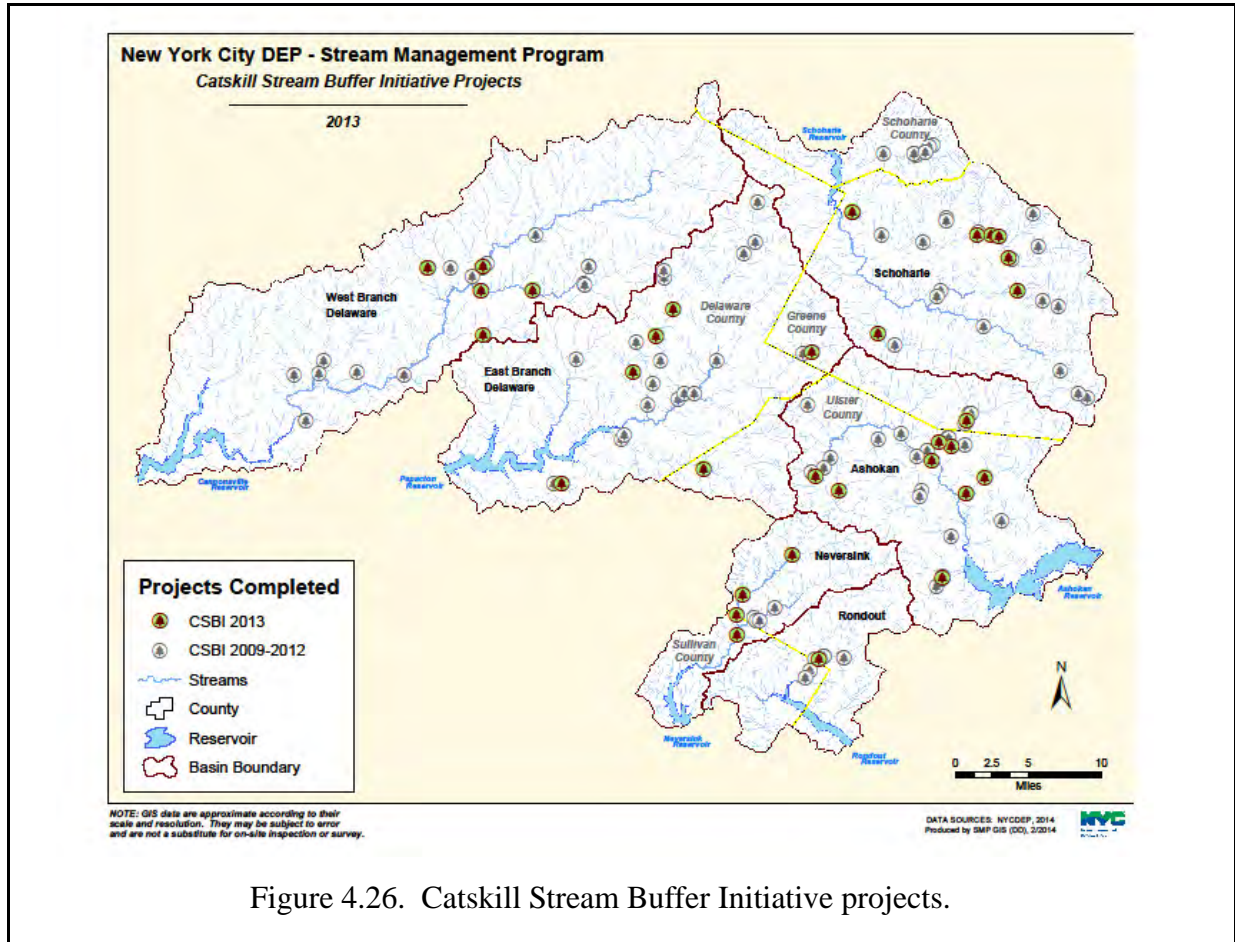 New York City DEP - Stream Management Program
Catskill Stream Buffer Initiative Projects
2013
Schoharie
County
Schoharie
Reservoir
Schoharie
West Branch
Delaware
Delaware
County
Greene
County
East Branch
Delaware
Ulster
County
Ashokan
Cannonsville
Reservoir
Pepacton
Reservoir
Neversink
Ashokan
Reservoir
Rondout
Sullivan
County
Neversink
Reservoir
Rondout
Reservoir
Projects Completed
CSBI 2013
CSBI 2009-2012
Streams
County
Reservoir
Basin Boundary
N
0 2.5 5 10
Miles
NOTE: GIS data are approximate according to their
scale and resolution. They may be subject to error
and are not a substitute for on-site inspection or survey.
DATA SOURCES: NYCDEP, 2014
Produced by SMP GIS (DD), 2/2014
NYC
Figure 4.26. Catskill Stream Buffer Initiative projects.